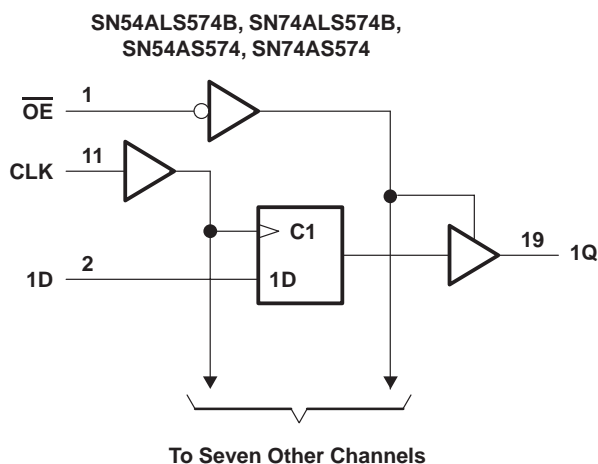 SN54ALS574B, SN74ALS574B,
SN54AS574, SN74AS574
OE
1
CLK
11
C1
1D
2
1D
19
1Q
To Seven Other Channels